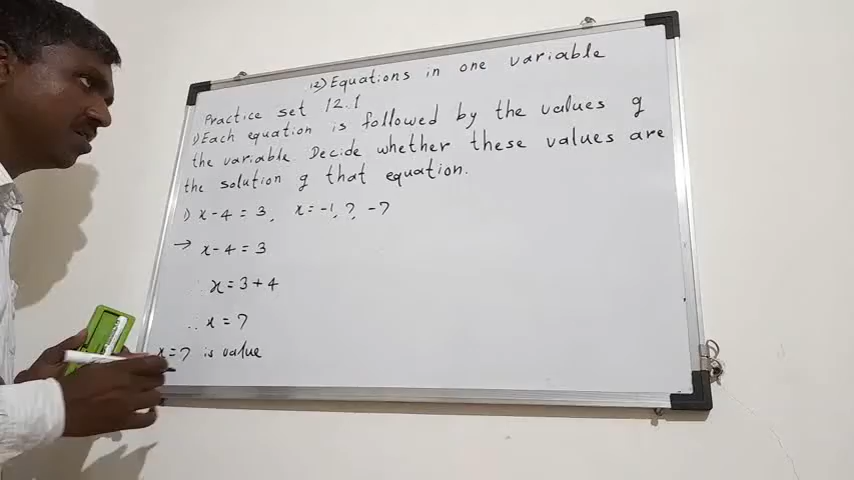 12) Equations in one variable
Practice set 12.1
1) Each equation is followed by the values of
the variable. Decide whether these values are
the solution of that equation.
1) x - 4 = 3, x = -1, 7, -7
→ x - 4 = 3
∴ x = 3 + 4
∴ x = 7
x = 7 is value